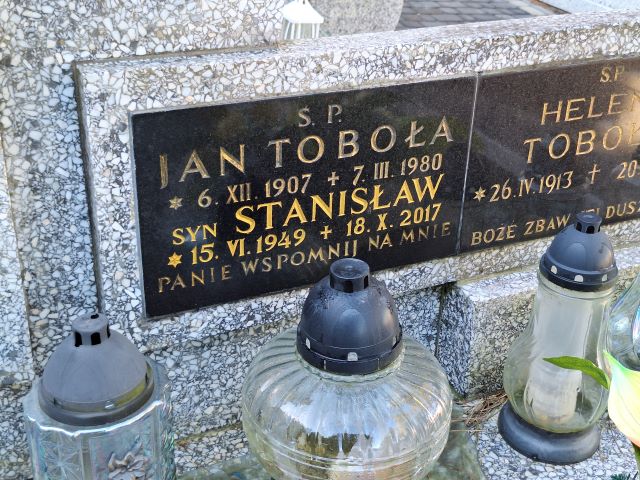 Ś.P.
JAN TOBOŁA
* 6. XII. 1907 + 7. III. 1980
SYN STANISŁAW
* 15. VI. 1949 + 18. X. 2017
PANIE WSPOMNIJ NA MNIE
Ś.P.
* 26. IV. 1913 +
BOŻE ZBAW